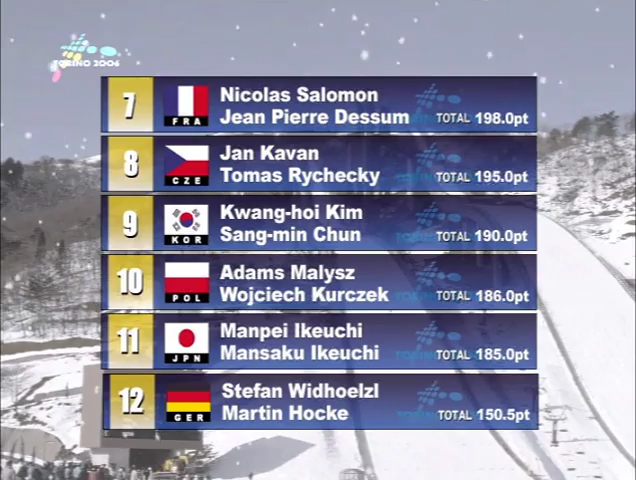 TORINO 2006
7
FRA
Nicolas Salomon
Jean Pierre Dessum
TOTAL 198.0pt
8
CZE
Jan Kavan
Tomas Rychecky
TOTAL 195.0pt
9
KOR
Kwang-hoi Kim
Sang-min Chun
TOTAL 190.0pt
10
POL
Adams Malysz
Wojciech Kurczek
TOTAL 186.0pt
11
JPN
Manpei Ikeuchi
Mansaku Ikeuchi
TOTAL 185.0pt
12
GER
Stefan Widhoelzl
Martin Hocke
TOTAL 150.5pt